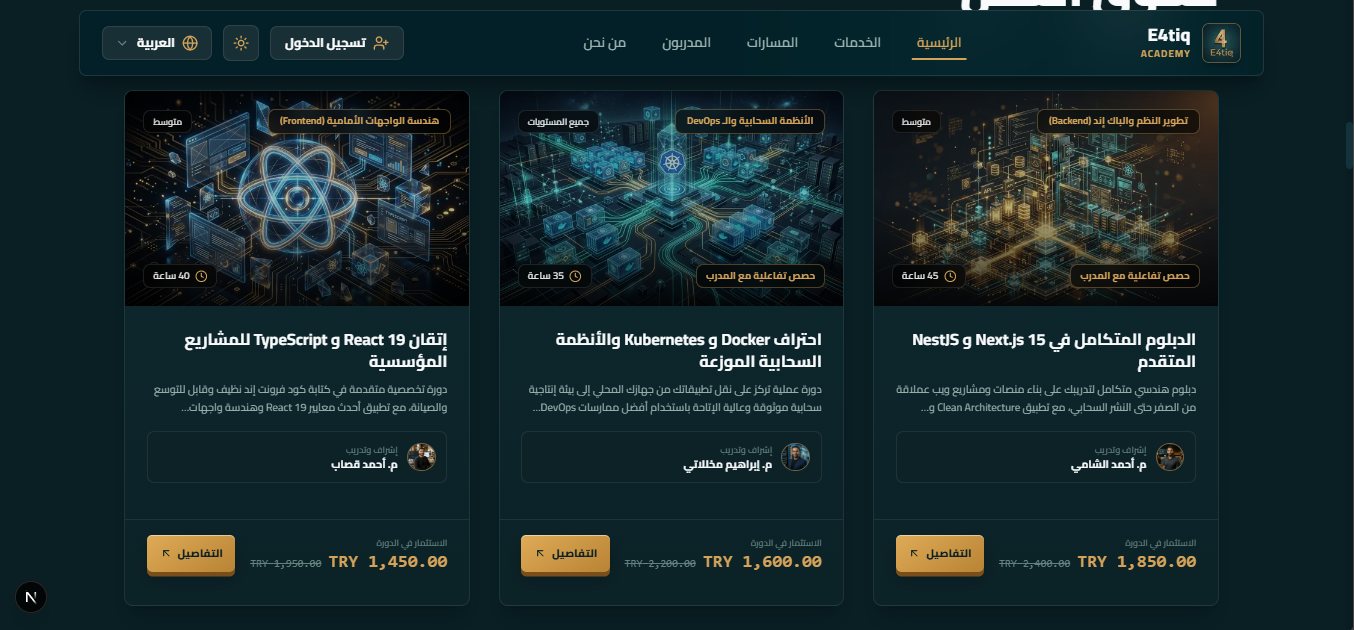 E4tiq
ACADEMY
4
E4tiq
الرئيسية
الخدمات
المسارات
المدربون
من نحن
تسجيل الدخول
العربية
تطوير النظم والباك إند (Backend)
متوسط
حصص تفاعلية مع المدرب
45 ساعة
الدبلوم المتكامل في Next.js 15 و NestJS
المتقدم
دبلوم هندسي متكامل لتدريبك على بناء منصات ومشاريع ويب عملاقة
من الصفر حتى النشر السحابي، مع تطبيق Clean Architecture و...
إشراف وتدريب
م. أحمد الشامي
الاستثمار في الدورة
TRY 1,850.00
TRY 2,400.00
التفاصيل
الأنظمة السحابية والـ DevOps
جميع المستويات
حصص تفاعلية مع المدرب
35 ساعة
احتراف Docker و Kubernetes والأنظمة
السحابية الموزعة
دورة عملية تركز على نقل تطبيقاتك من جهازك المحلي إلى بيئة إنتاجية
سحابية موثوقة وعالية الإتاحة باستخدام أفضل ممارسات DevOps...
إشراف وتدريب
م. إبراهيم مخللاتي
الاستثمار في الدورة
TRY 1,600.00
TRY 2,200.00
التفاصيل
هندسة الواجهات الأمامية (Frontend)
متوسط
40 ساعة
إتقان React 19 و TypeScript للمشاريع
المؤسسية
دورة تخصصية متقدمة في كتابة كود فرونت إند نظيف وقابل للتوسع
والصيانة، مع تطبيق أحدث معايير React 19 وهندسة واجهات...
إشراف وتدريب
م. أحمد قصاب
الاستثمار في الدورة
TRY 1,450.00
TRY 1,950.00
التفاصيل
N